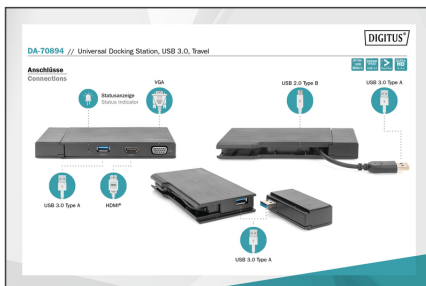 DIGITUS®
DA-70894 // Universal Docking Station, USB 3.0, Travel
Anschlüsse
Connections
Statusanzeige
Status indicator
VGA
USB 2.0 Type B
USB 3.0 Type A
USB 3.0 Type A
HDMI®
USB 3.0 Type A